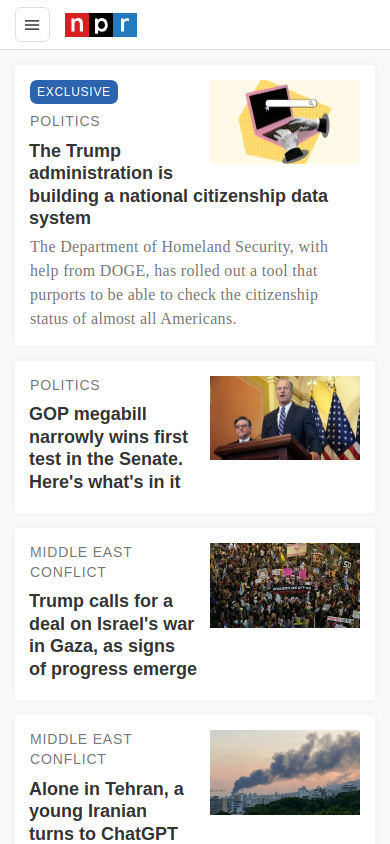 npr
EXCLUSIVE
POLITICS
The Trump
administration is
building a national citizenship data
system
The Department of Homeland Security, with
help from DOGE, has rolled out a tool that
purports to be able to check the citizenship
status of almost all Americans.
POLITICS
GOP megabill
narrowly wins first
test in the Senate.
Here's what's in it
MIDDLE EAST
CONFLICT
Trump calls for a
deal on Israel's war
in Gaza, as signs
of progress emerge
MIDDLE EAST
CONFLICT
Alone in Tehran, a
young Iranian
turns to ChatGPT